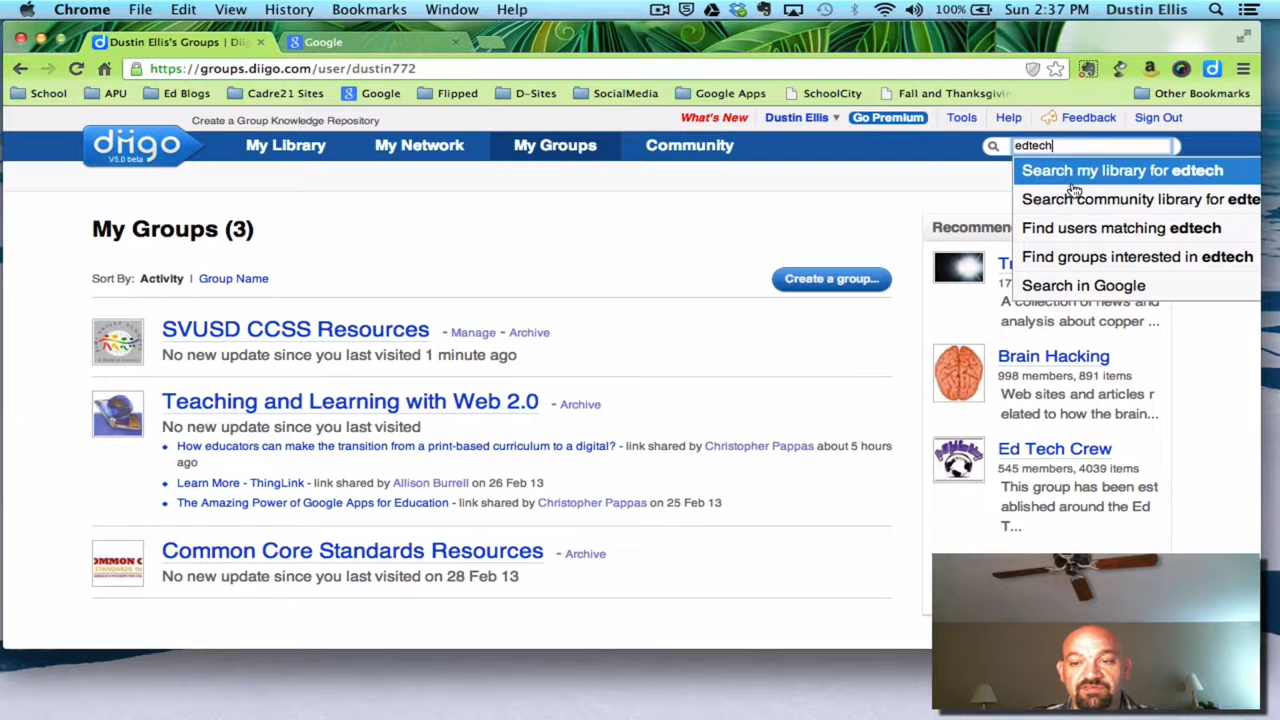 Chrome File Edit View History Bookmarks Window Help 100% Sun 2:37 PM Dustin Ellis
Dustin Ellis's Groups | Dii
Google
https://groups.diigo.com/user/dustin772
School APU Ed Blogs Cadre21 Sites Google Flipped D-Sites SocialMedia Google Apps SchoolCity Fall and Thanksgivin Other Bookmarks
Create a Group Knowledge Repository
What's New Dustin Ellis Go Premium Tools Help Feedback Sign Out
diigo
V5.0 beta
My Library My Network My Groups Community
edtech
Search my library for edtech
Search community library for edte
Find users matching edtech
Find groups interested in edtech
Search in Google
My Groups (3)
Sort By: Activity | Group Name
Create a group...
SVUSD CCSS Resources - Manage - Archive
No new update since you last visited 1 minute ago
Teaching and Learning with Web 2.0 - Archive
No new update since you last visited
How educators can make the transition from a print-based curriculum to a digital? - link shared by Christopher Pappas about 5 hours
ago
Learn More - ThingLink - link shared by Allison Burrell on 26 Feb 13
The Amazing Power of Google Apps for Education - link shared by Christopher Pappas on 25 Feb 13
COMMON C
STANDARDS IN
Common Core Standards Resources - Archive
No new update since you last visited on 28 Feb 13
Recommen
A collection of news and
analysis about copper ...
Brain Hacking
998 members, 891 items
Web sites and articles r
elated to how the brain...
Ed Tech Crew
545 members, 4039 items
This group has been est
ablished around the Ed
T...